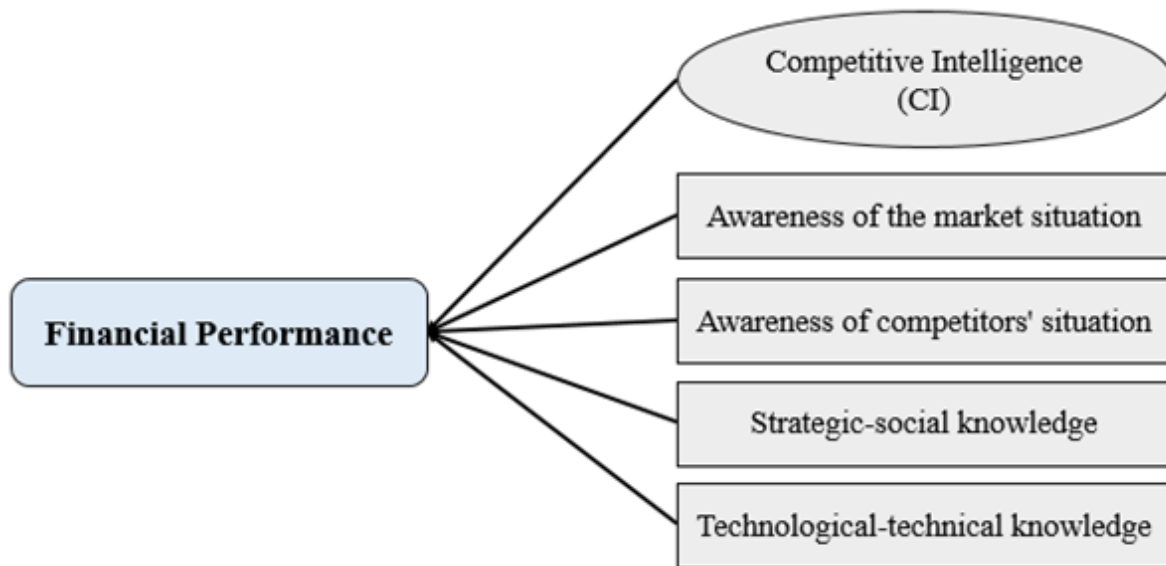 Competitive Intelligence
(CI)
Awareness of the market situation
Financial Performance
Awareness of competitors' situation
Strategic-social knowledge
Technological-technical knowledge